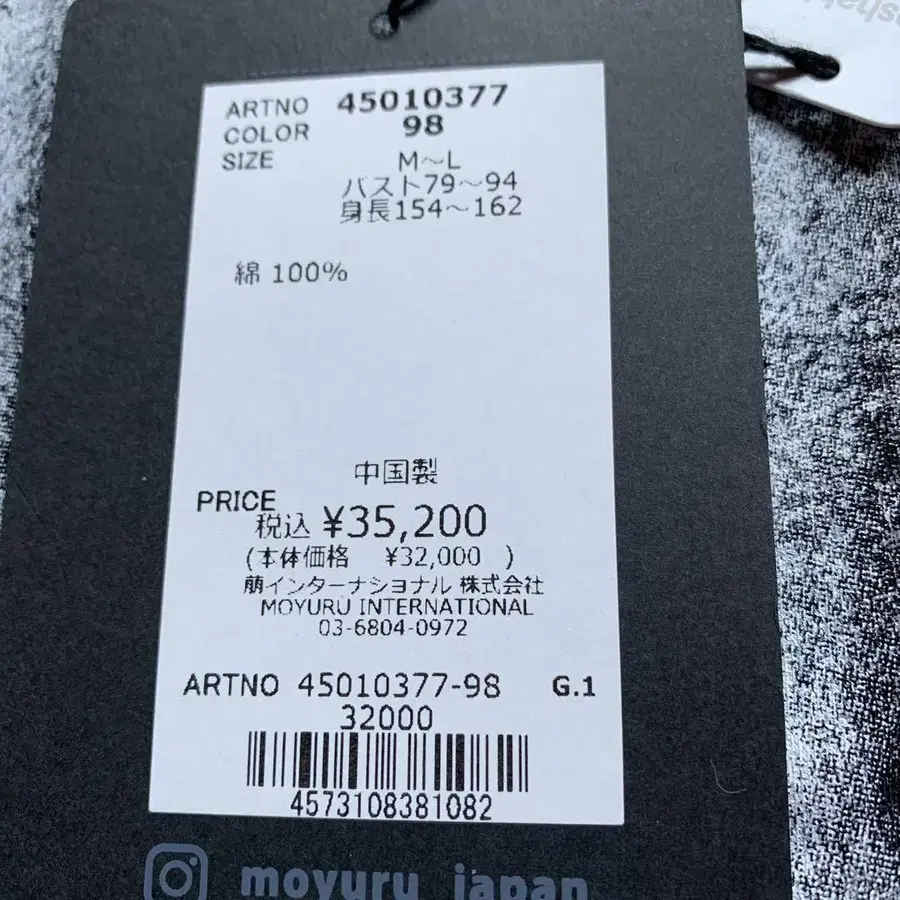 ARTNO 45010377
COLOR 98
SIZE M～L
バスト79～94
身長154～162
綿 100%
中国製
PRICE
税込 ¥35,200
(本体価格 ¥32,000 )
萠インターナショナル 株式会社
MOYURU INTERNATIONAL
03-6804-0972
ARTNO 45010377-98 G.1
32000
4573108381082
moyuru_japan